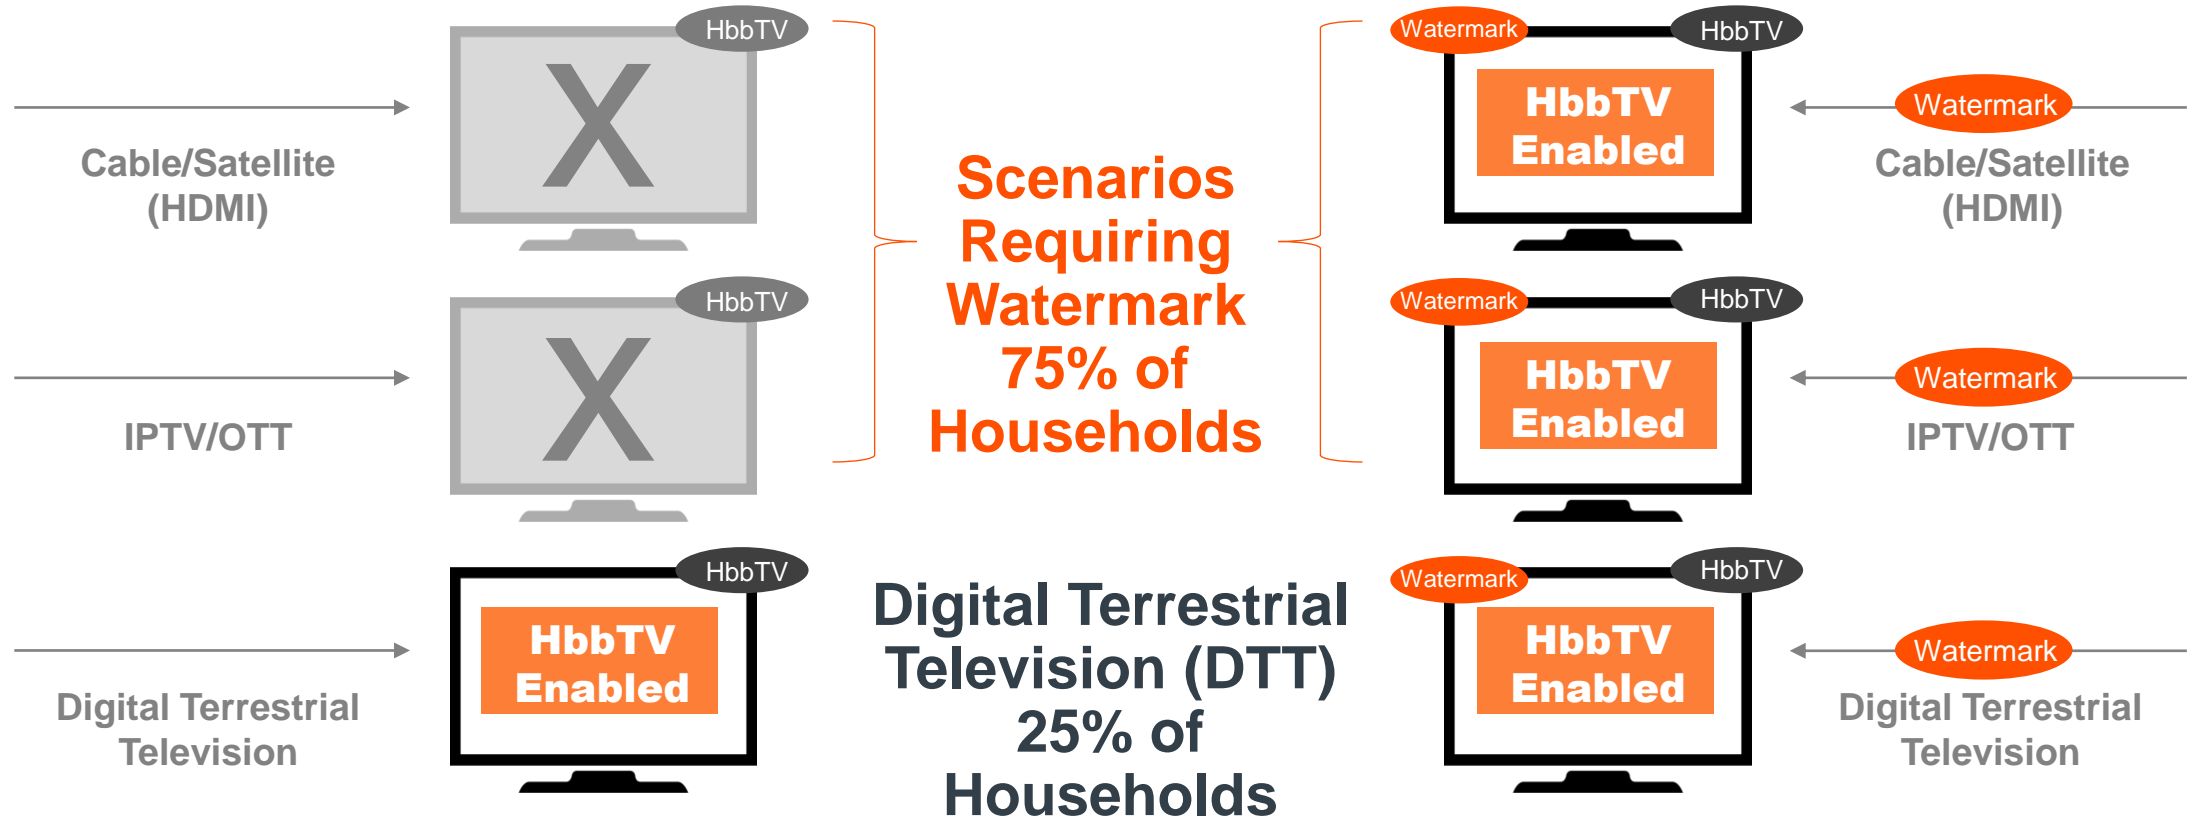 HbbTV
X
Cable/Satellite
(HDMI)
HbbTV
X
IPTV/OTT
HbbTV
HbbTV
Enabled
Digital Terrestrial
Television
Scenarios
Requiring
Watermark
75% of
Households
Digital Terrestrial
Television (DTT)
25% of
Households
Watermark
HbbTV
HbbTV
Enabled
Watermark
Cable/Satellite
(HDMI)
Watermark
HbbTV
HbbTV
Enabled
Watermark
IPTV/OTT
Watermark
HbbTV
HbbTV
Enabled
Watermark
Digital Terrestrial
Television